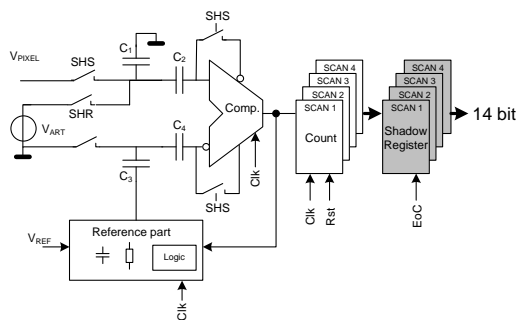 SHS
C1
VPIXEL
SHS
C2
SHR
VART
Comp.
C4
C3
SHS
Clk
SCAN 4
SCAN 3
SCAN 2
SCAN 1
Count
Clk
Rst
SCAN 4
SCAN 3
SCAN 2
SCAN 1
Shadow
Register
EoC
14 bit
VREF
Reference part
Logic
Clk